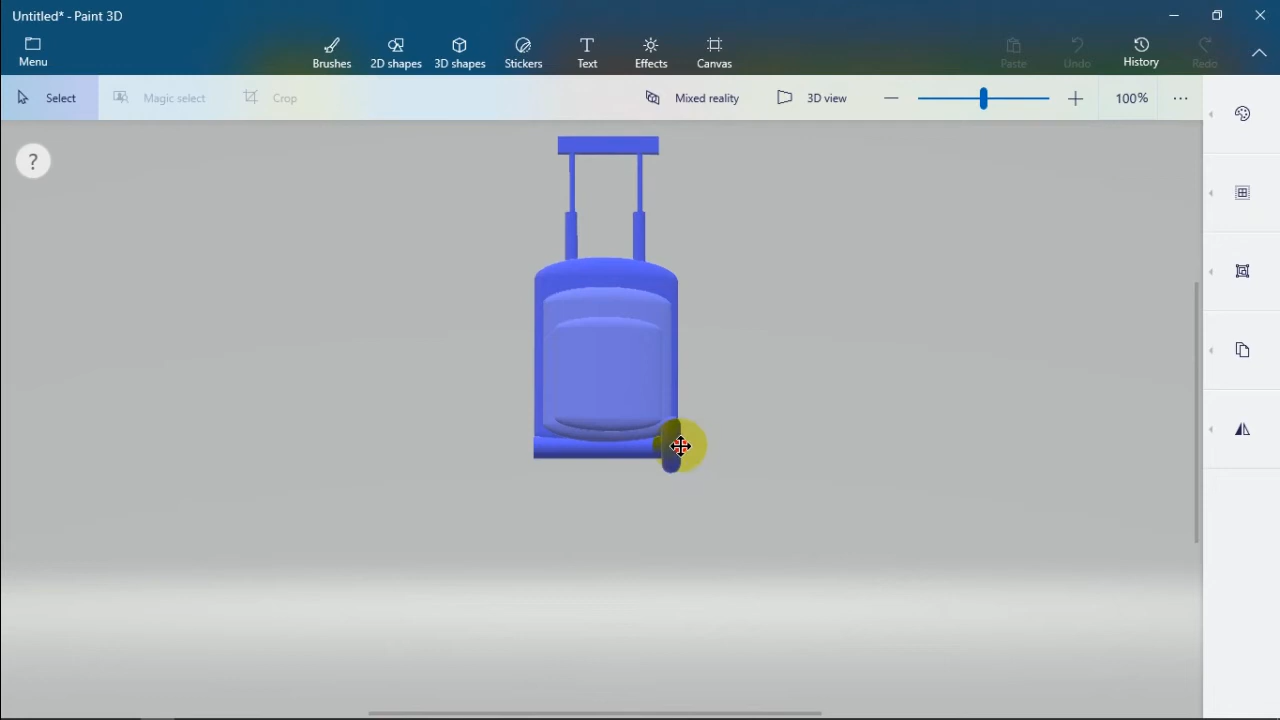 Untitled* - Paint 3D
Menu
Brushes
2D shapes
3D shapes
Stickers
Text
Effects
Canvas
Paste
Undo
History
Redo
Select
Magic select
Crop
Mixed reality
3D view
100%
?